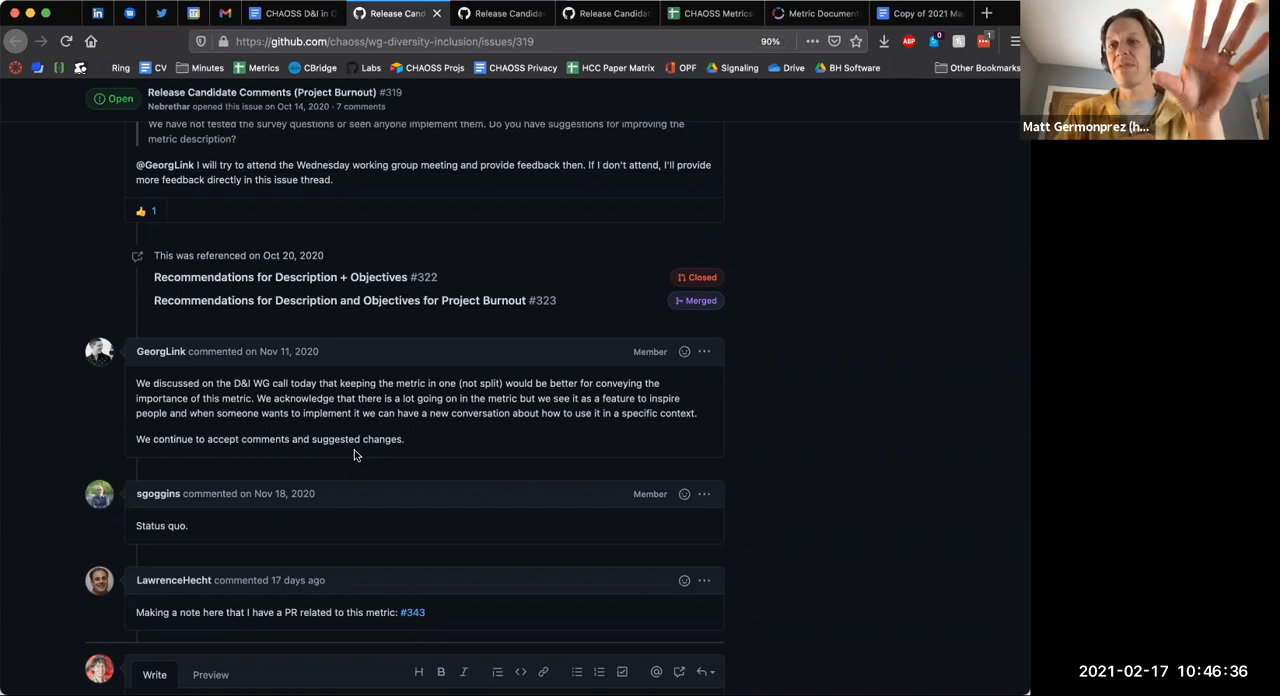 CHAOSS D&I in O
Release Cand
Release Candida
Release Candidat
CHAOSS Metrics
Metric Document
Copy of 2021 Ma
https://github.com/chaoss/wg-diversity-inclusion/issues/319
90%
ABP
0
1
Ring
CV
Minutes
Metrics
CBridge
Labs
CHAOSS Projs
CHAOSS Privacy
HCC Paper Matrix
OPF
Signaling
Drive
BH Software
Other Bookmarks
Matt Germonprez (h...
Open
Release Candidate Comments (Project Burnout) #319
Nebrethar opened this issue on Oct 14, 2020 · 7 comments
We have not tested the survey questions or seen anyone implement them. Do you have suggestions for improving the
metric description?
@GeorgLink I will try to attend the Wednesday working group meeting and provide feedback then. If I don't attend, I'll provide
more feedback directly in this issue thread.
👍 1
This was referenced on Oct 20, 2020
Recommendations for Description + Objectives #322
Closed
Recommendations for Description and Objectives for Project Burnout #323
Merged
GeorgLink commented on Nov 11, 2020
Member
We discussed on the D&I WG call today that keeping the metric in one (not split) would be better for conveying the
importance of this metric. We acknowledge that there is a lot going on in the metric but we see it as a feature to inspire
people and when someone wants to implement it we can have a new conversation about how to use it in a specific context.
We continue to accept comments and suggested changes.
sgoggins commented on Nov 18, 2020
Member
Status quo.
LawrenceHecht commented 17 days ago
Making a note here that I have a PR related to this metric: #343
Write
Preview
H B I
2021-02-17 10:46:36